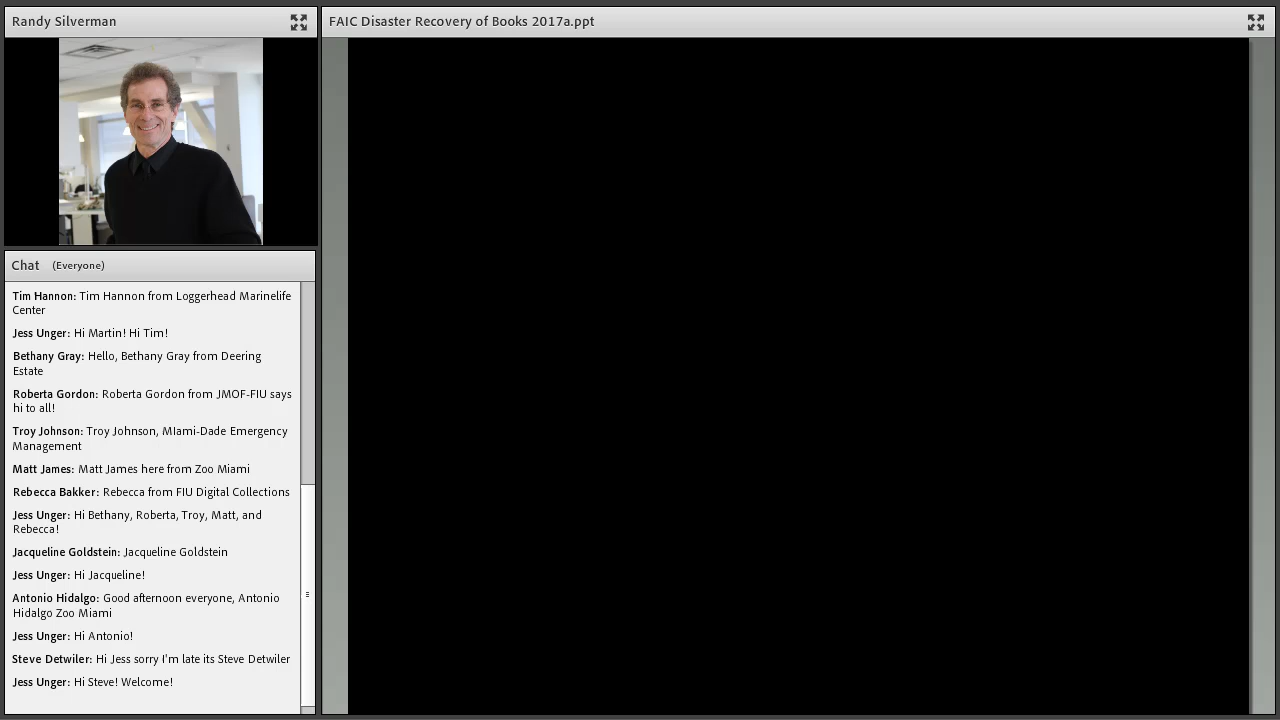 Randy Silverman
FAIC Disaster Recovery of Books 2017a.ppt
Chat (Everyone)
Tim Hannon: Tim Hannon from Loggerhead Marinelife
Center
Jess Unger: Hi Martin! Hi Tim!
Bethany Gray: Hello, Bethany Gray from Deering
Estate
Roberta Gordon: Roberta Gordon from JMOF-FIU says
hi to all!
Troy Johnson: Troy Johnson, MIami-Dade Emergency
Management
Matt James: Matt James here from Zoo Miami
Rebecca Bakker: Rebecca from FIU Digital Collections
Jess Unger: Hi Bethany, Roberta, Troy, Matt, and
Rebecca!
Jacqueline Goldstein: Jacqueline Goldstein
Jess Unger: Hi Jacqueline!
Antonio Hidalgo: Good afternoon everyone, Antonio
Hidalgo Zoo Miami
Jess Unger: Hi Antonio!
Steve Detwiler: Hi Jess sorry I'm late its Steve Detwiler
Jess Unger: Hi Steve! Welcome!